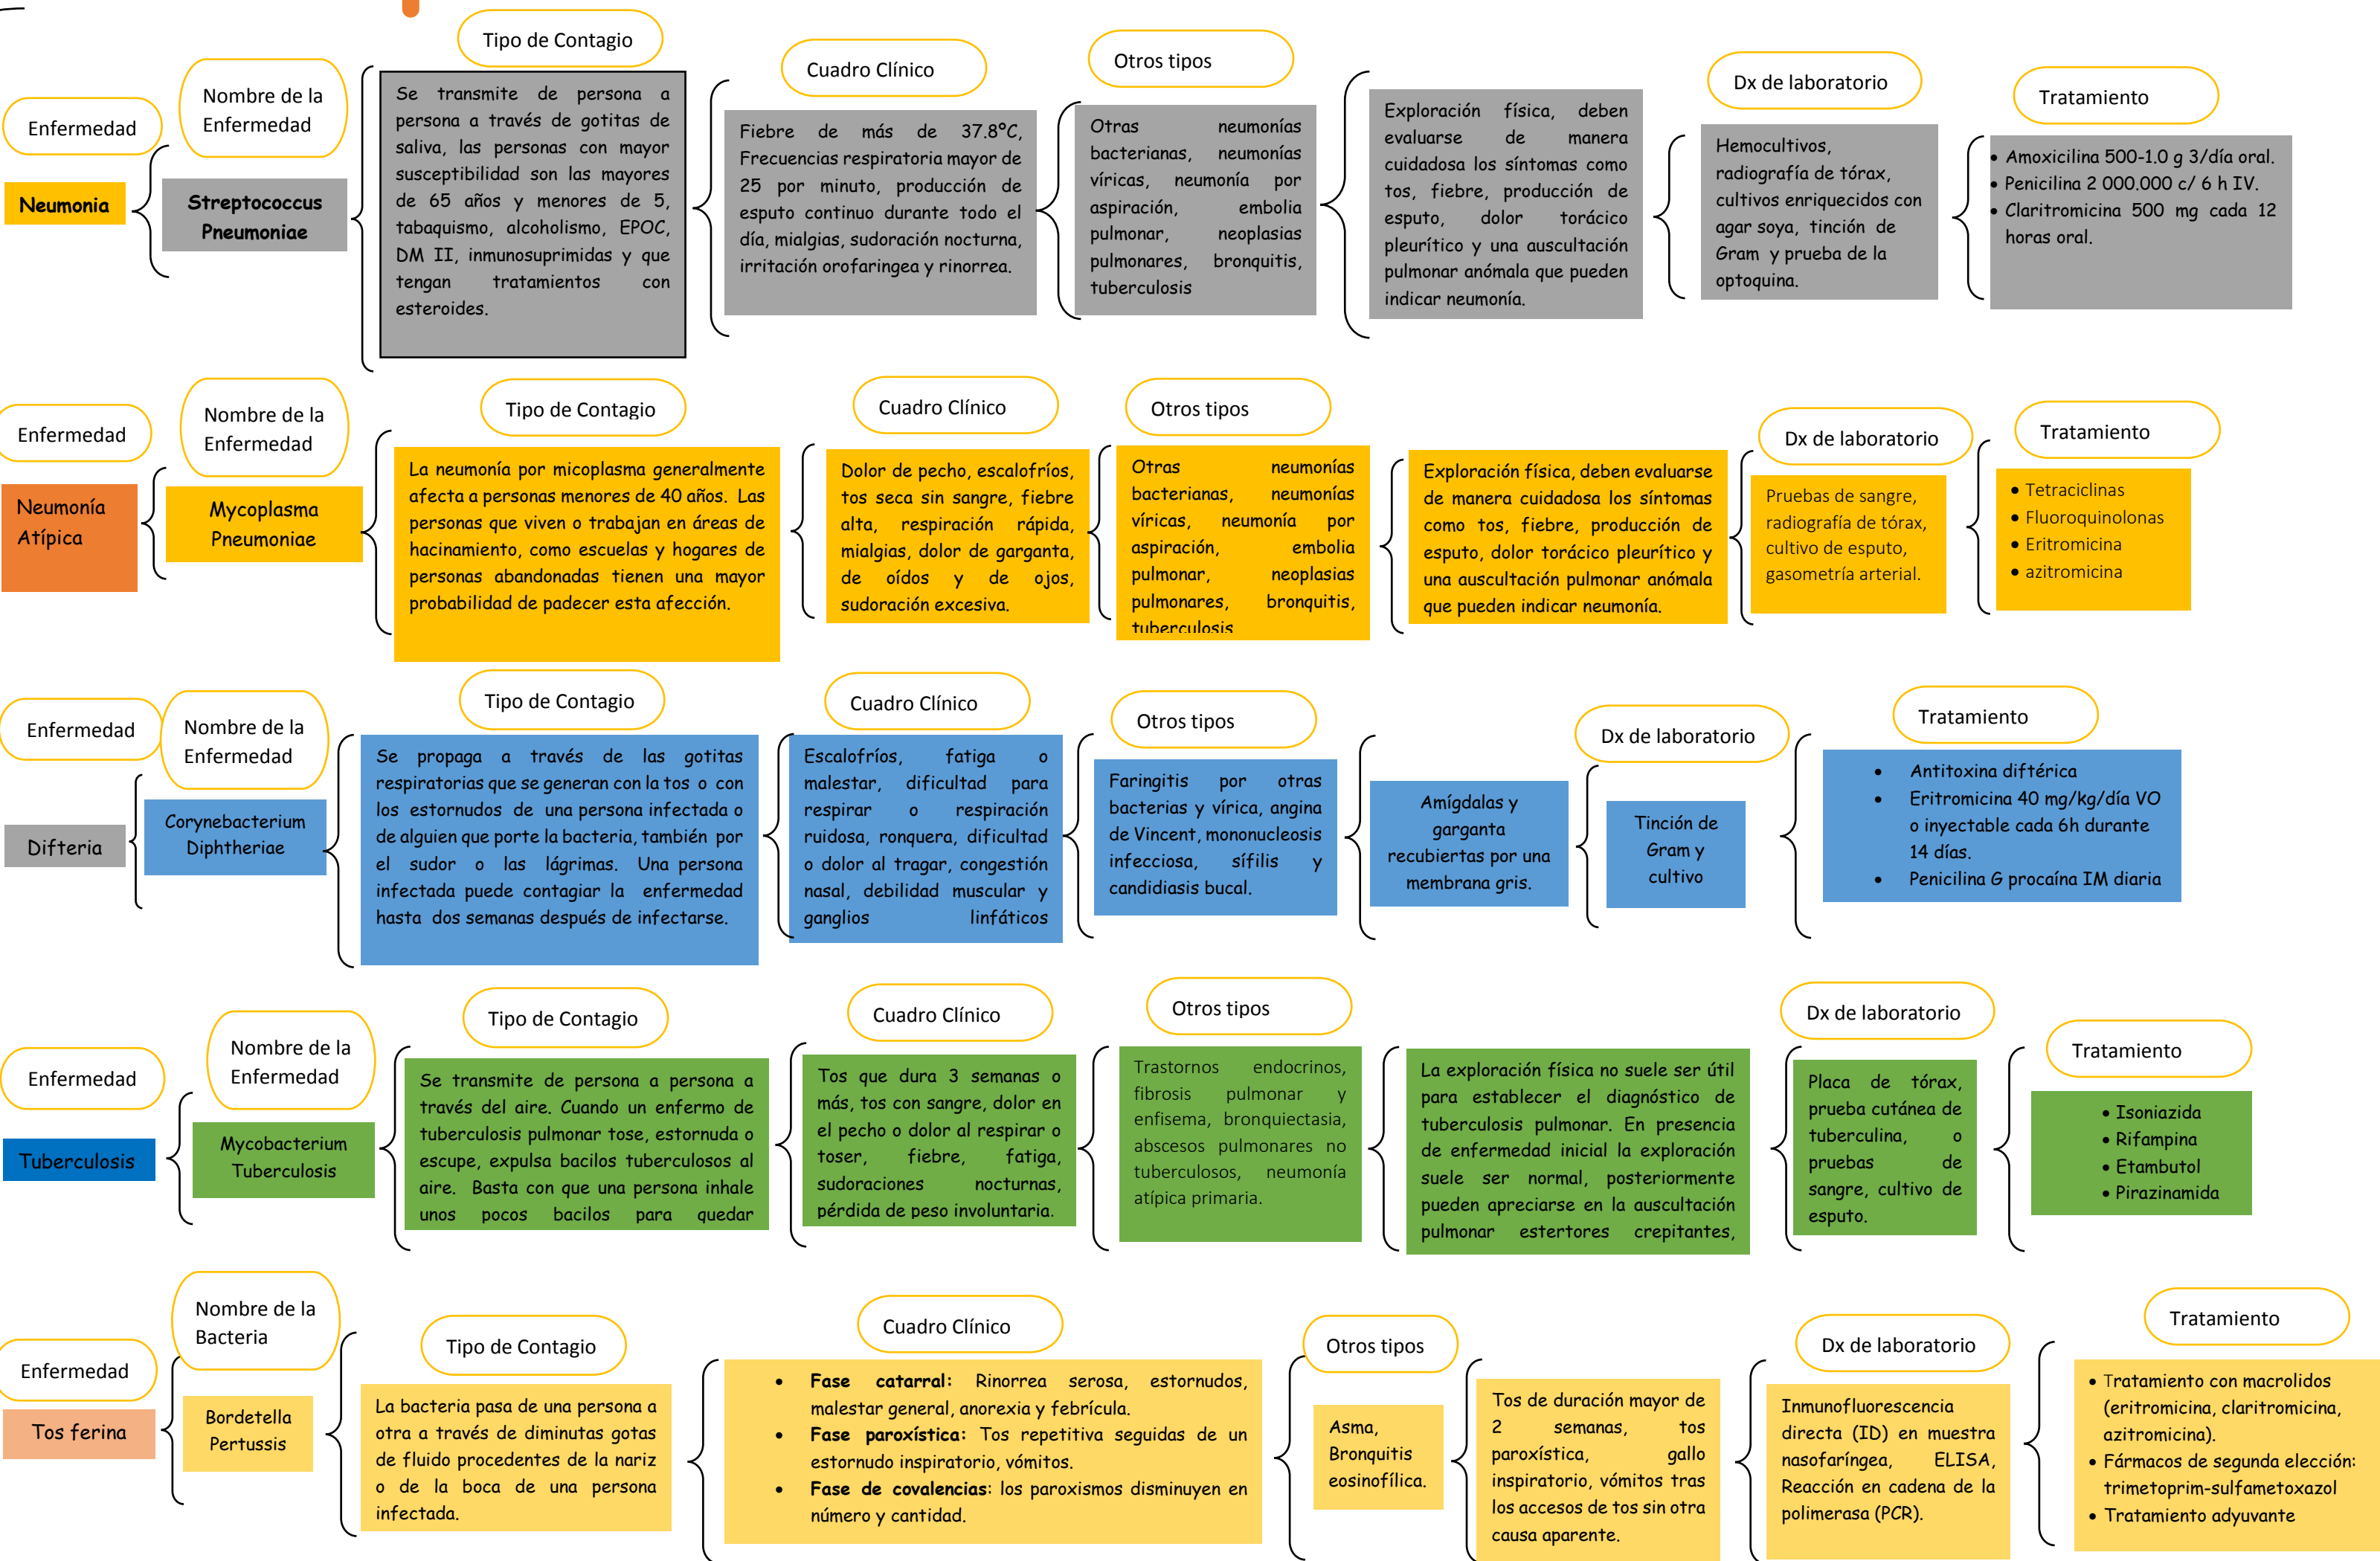 Tipo de Contagio
Cuadro Clínico
Otros tipos
Dx de laboratorio
Tratamiento
Enfermedad
Nombre de la
Enfermedad
Neumonia
Streptococcus
Pneumoniae
Se transmite de persona a
persona a través de gotitas de
saliva, las personas con mayor
susceptibilidad son las mayores
de 65 años y menores de 5,
tabaquismo, alcoholismo, EPOC,
DM II, inmunosuprimidas y que
tengan tratamientos con
esteroides.
Fiebre de más de 37.8ºC,
Frecuencias respiratoria mayor de
25 por minuto, producción de
esputo continuo durante todo el
día, mialgias, sudoración nocturna,
irritación orofaringea y rinorrea.
Otras neumonías
bacterianas, neumonías
víricas, neumonía por
aspiración, embolia
pulmonar, neoplasias
pulmonares, bronquitis,
tuberculosis
Exploración física, deben
evaluarse de manera
cuidadosa los síntomas como
tos, fiebre, producción de
esputo, dolor torácico
pleurítico y una auscultación
pulmonar anómala que pueden
indicar neumonía.
Hemocultivos,
radiografía de tórax,
cultivos enriquecidos con
agar soya, tinción de
Gram y prueba de la
optoquina.
• Amoxicilina 500-1.0 g 3/día oral.
• Penicilina 2 000.000 c/ 6 h IV.
• Claritromicina 500 mg cada 12
horas oral.
Enfermedad
Nombre de la
Enfermedad
Tipo de Contagio
Cuadro Clínico
Otros tipos
Dx de laboratorio
Tratamiento
Neumonía
Atípica
Mycoplasma
Pneumoniae
La neumonía por micoplasma generalmente
afecta a personas menores de 40 años. Las
personas que viven o trabajan en áreas de
hacinamiento, como escuelas y hogares de
personas abandonadas tienen una mayor
probabilidad de padecer esta afección.
Dolor de pecho, escalofríos,
tos seca sin sangre, fiebre
alta, respiración rápida,
mialgias, dolor de garganta,
de oídos y de ojos,
sudoración excesiva.
Otras neumonías
bacterianas, neumonías
víricas, neumonía por
aspiración, embolia
pulmonar, neoplasias
pulmonares, bronquitis,
tuberculosis
Exploración física, deben evaluarse
de manera cuidadosa los síntomas
como tos, fiebre, producción de
esputo, dolor torácico pleurítico y
una auscultación pulmonar anómala
que pueden indicar neumonía.
Pruebas de sangre,
radiografía de tórax,
cultivo de esputo,
gasometría arterial.
• Tetraciclinas
• Fluoroquinolonas
• Eritromicina
• azitromicina
Enfermedad
Nombre de la
Enfermedad
Tipo de Contagio
Cuadro Clínico
Otros tipos
Dx de laboratorio
Tratamiento
Difteria
Corynebacterium
Diphtheriae
Se propaga a través de las gotitas
respiratorias que se generan con la tos o con
los estornudos de una persona infectada o
de alguien que porte la bacteria, también por
el sudor o las lágrimas. Una persona
infectada puede contagiar la enfermedad
hasta dos semanas después de infectarse.
Escalofríos, fatiga o
malestar, dificultad para
respirar o respiración
ruidosa, ronquera, dificultad
o dolor al tragar, congestión
nasal, debilidad muscular y
ganglios linfáticos
Faringitis por otras
bacterias y vírica, angina
de Vincent, mononucleosis
infecciosa, sífilis y
candidiasis bucal.
Amígdalas y
garganta
recubiertas por una
membrana gris.
Tinción de
Gram y
cultivo
• Antitoxina diftérica
• Eritromicina 40 mg/kg/día VO
o inyectable cada 6h durante
14 días.
• Penicilina G procaína IM diaria
Enfermedad
Nombre de la
Enfermedad
Tipo de Contagio
Cuadro Clínico
Otros tipos
Dx de laboratorio
Tratamiento
Tuberculosis
Mycobacterium
Tuberculosis
Se transmite de persona a persona a
través del aire. Cuando un enfermo de
tuberculosis pulmonar tose, estornuda o
escupe, expulsa bacilos tuberculosos al
aire. Basta con que una persona inhale
unos pocos bacilos para quedar
Tos que dura 3 semanas o
más, tos con sangre, dolor en
el pecho o dolor al respirar o
toser, fiebre, fatiga,
sudoraciones nocturnas,
pérdida de peso involuntaria.
Trastornos endocrinos,
fibrosis pulmonar y
enfisema, bronquiectasia,
abscesos pulmonares no
tuberculosos, neumonía
atípica primaria.
La exploración física no suele ser útil
para establecer el diagnóstico de
tuberculosis pulmonar. En presencia
de enfermedad inicial la exploración
suele ser normal, posteriormente
pueden apreciarse en la auscultación
pulmonar estertores crepitantes,
Placa de tórax,
prueba cutánea de
tuberculina, o
pruebas de
sangre, cultivo de
esputo.
• Isoniazida
• Rifampina
• Etambutol
• Pirazinamida
Enfermedad
Nombre de la
Bacteria
Tipo de Contagio
Cuadro Clínico
Otros tipos
Dx de laboratorio
Tratamiento
Tos ferina
Bordetella
Pertussis
La bacteria pasa de una persona a
otra a través de diminutas gotas
de fluido procedentes de la nariz
o de la boca de una persona
infectada.
• Fase catarral: Rinorrea serosa, estornudos,
malestar general, anorexia y febrícula.
• Fase paroxística: Tos repetitiva seguidas de un
estornudo inspiratorio, vómitos.
• Fase de covalencias: los paroxismos disminuyen en
número y cantidad.
Asma,
Bronquitis
eosinofílica.
Tos de duración mayor de
2 semanas, tos
paroxística, gallo
inspiratorio, vómitos tras
los accesos de tos sin otra
causa aparente.
Inmunofluorescencia
directa (ID) en muestra
nasofaríngea, ELISA,
Reacción en cadena de la
polimerasa (PCR).
• Tratamiento con macrolidos
(eritromicina, claritromicina,
azitromicina).
• Fármacos de segunda elección:
trimetoprim-sulfametoxazol
• Tratamiento adyuvante